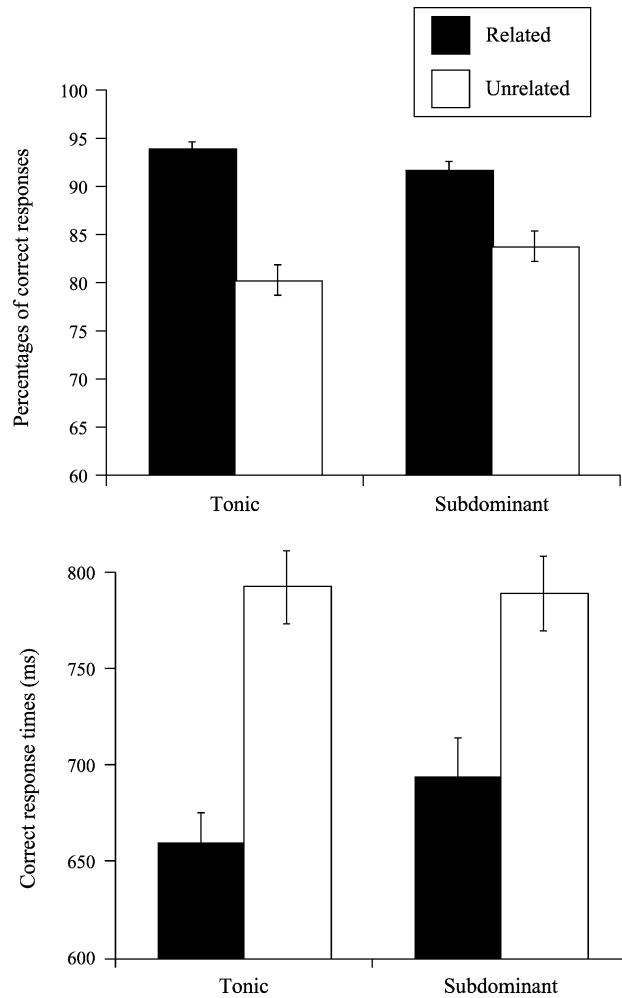 Related
Unrelated
Percentages of correct responses
100
95
90
85
80
75
70
65
60
Tonic
Subdominant
Correct response times (ms)
800
750
700
650
600
Tonic
Subdominant